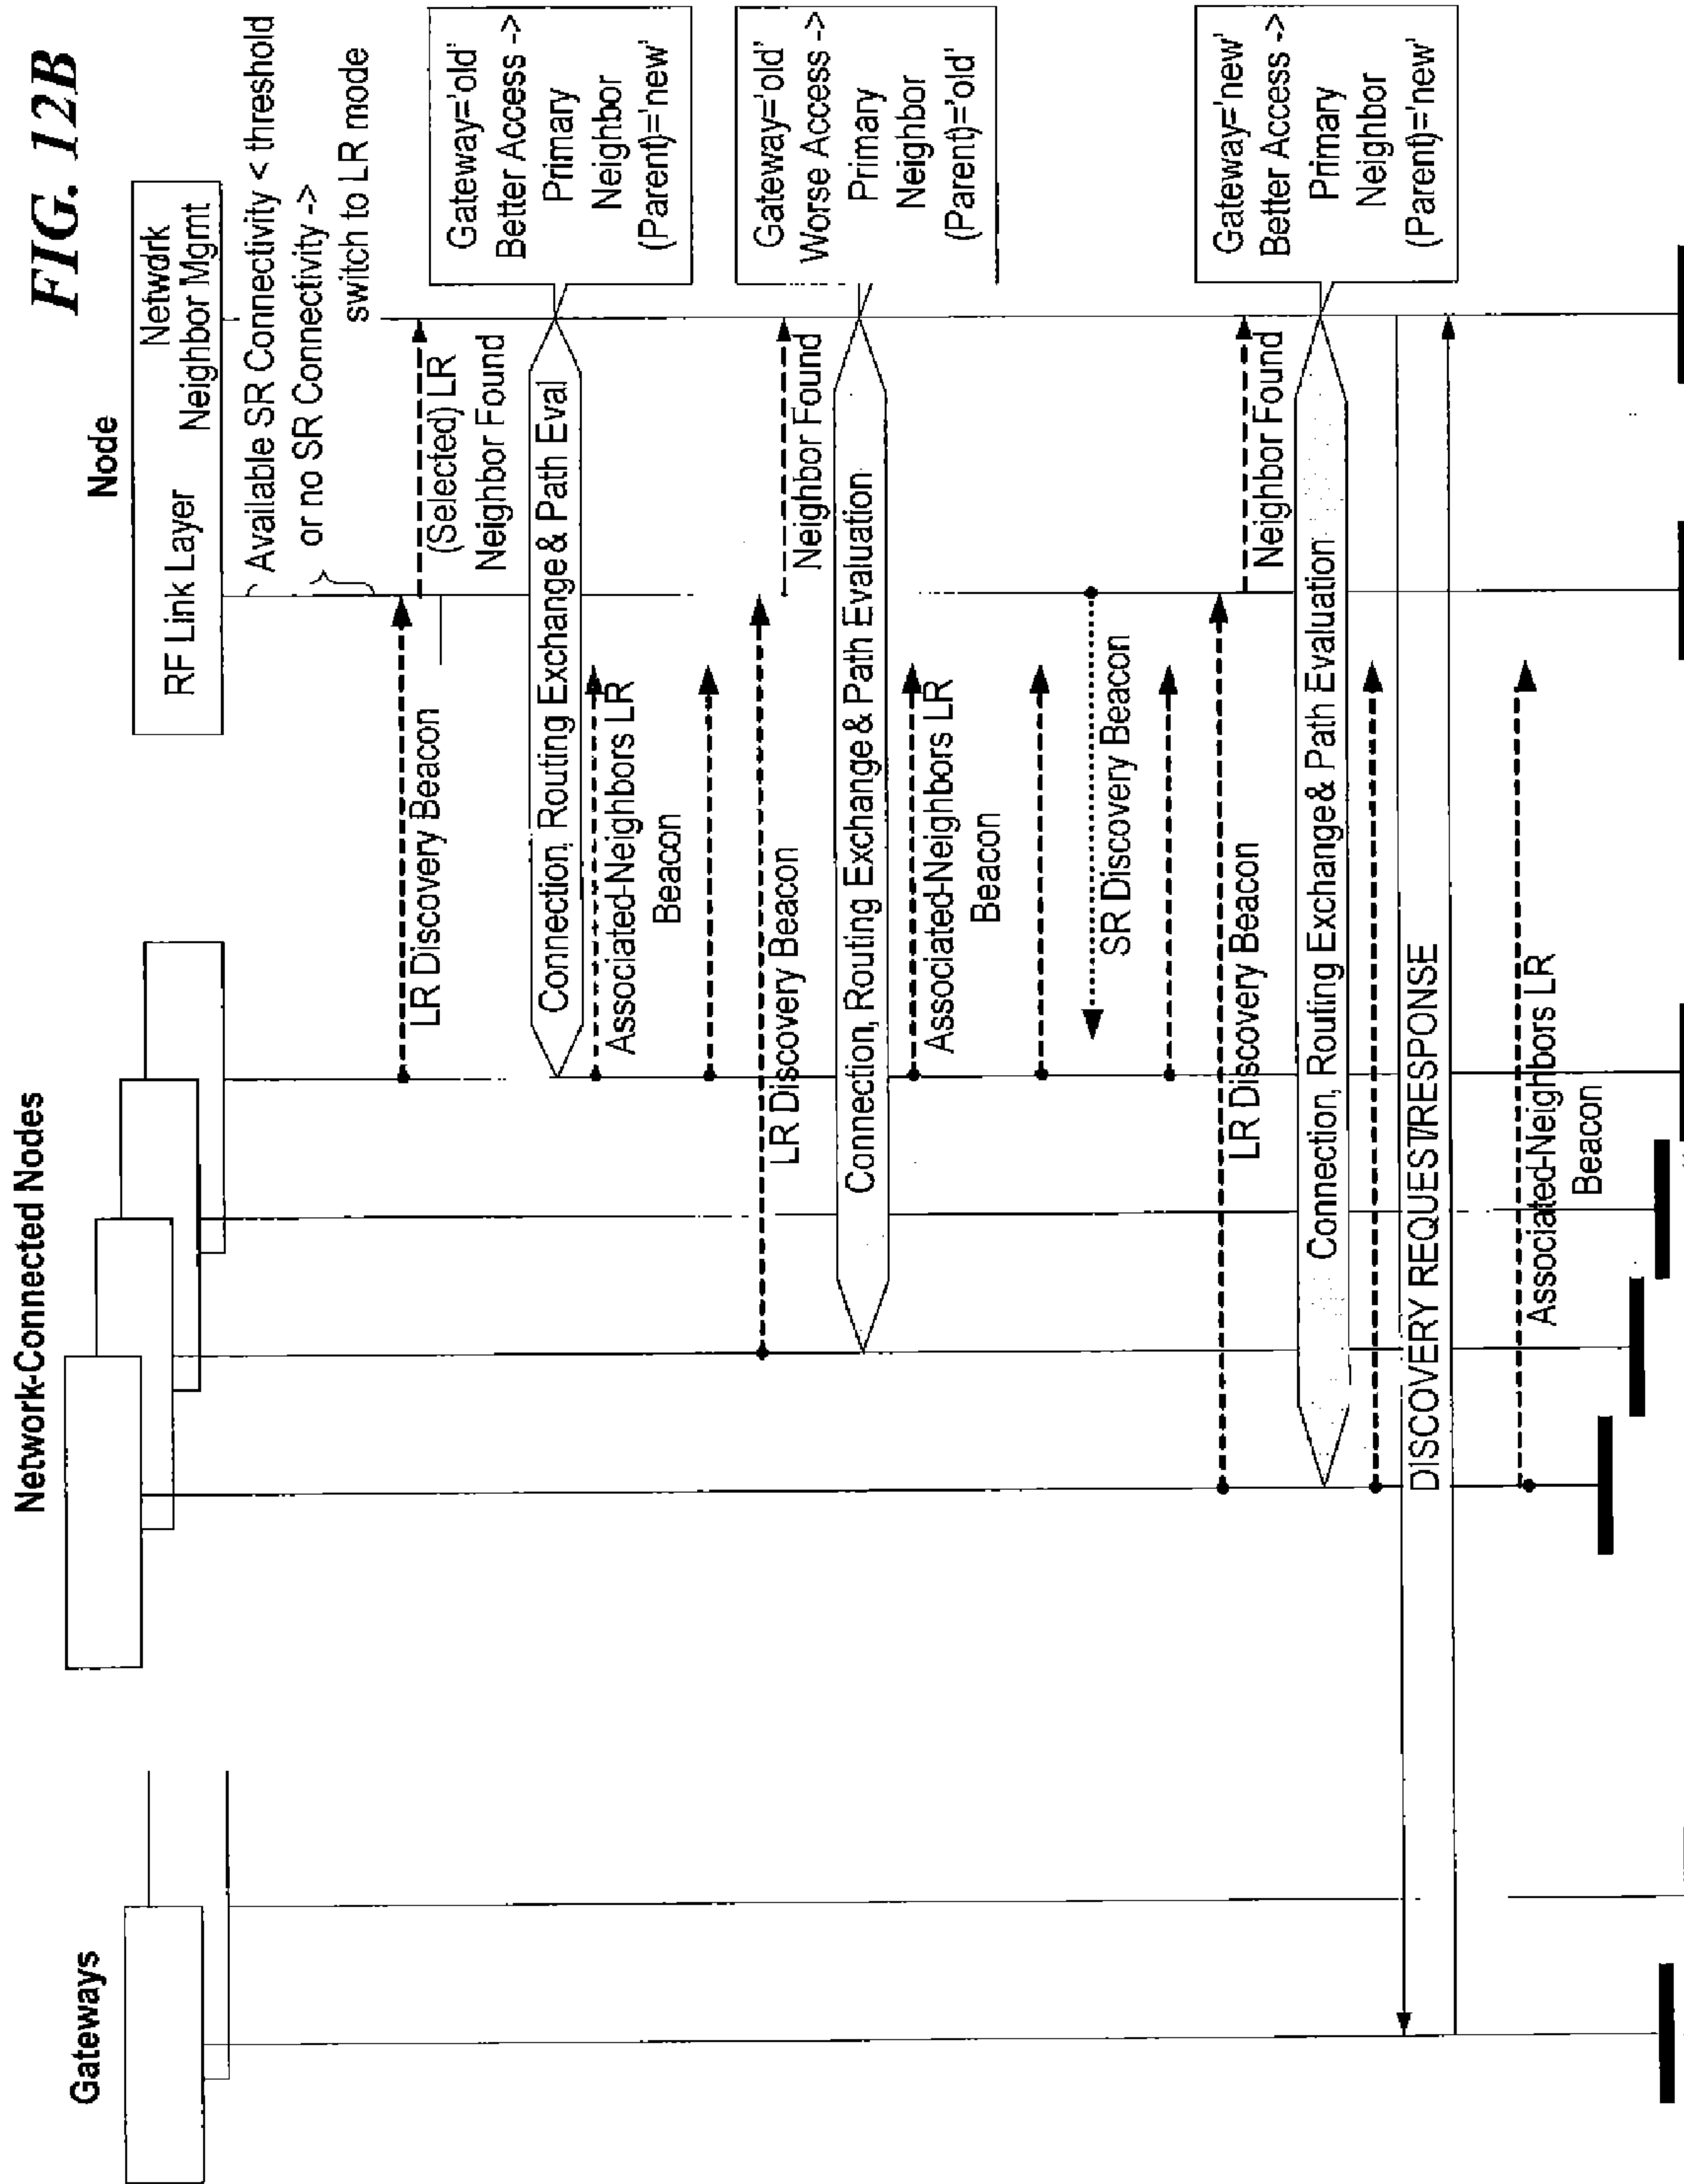 FIG. 12B
Gateways
Network-Connected Nodes
Node
RF Link Layer
Netwdrk
Neighbor Mgmt
Available SR Connectivity < threshold
or no SR Connectivity ->
switch to LR mode
LR Discovery Beacon
(Selected) LR
Neighbor Found
Gateway='old'
Better Access ->
Primary
Neighbor
(Parent)='new'
Connection, Routing Exchange & Path Eval
Associated-Neighbors LR
Beacon
LR Discovery Beacon
Neighbor Found
Gateway='old'
Worse Access ->
Primary
Neighbor
(Parent)='old'
Connection, Routing Exchange & Path Evaluation
Associated-Neighbors LR
Beacon
SR Discovery Beacon
LR Discovery Beacon
Neighbor Found
Gateway='new'
Better Access ->
Primary
Neighbor
(Parent)='new'
Connection, Routing Exchange & Path Evaluation
DISCOVERY REQUEST/RESPONSE
Associated-Neighbors LR
Beacon